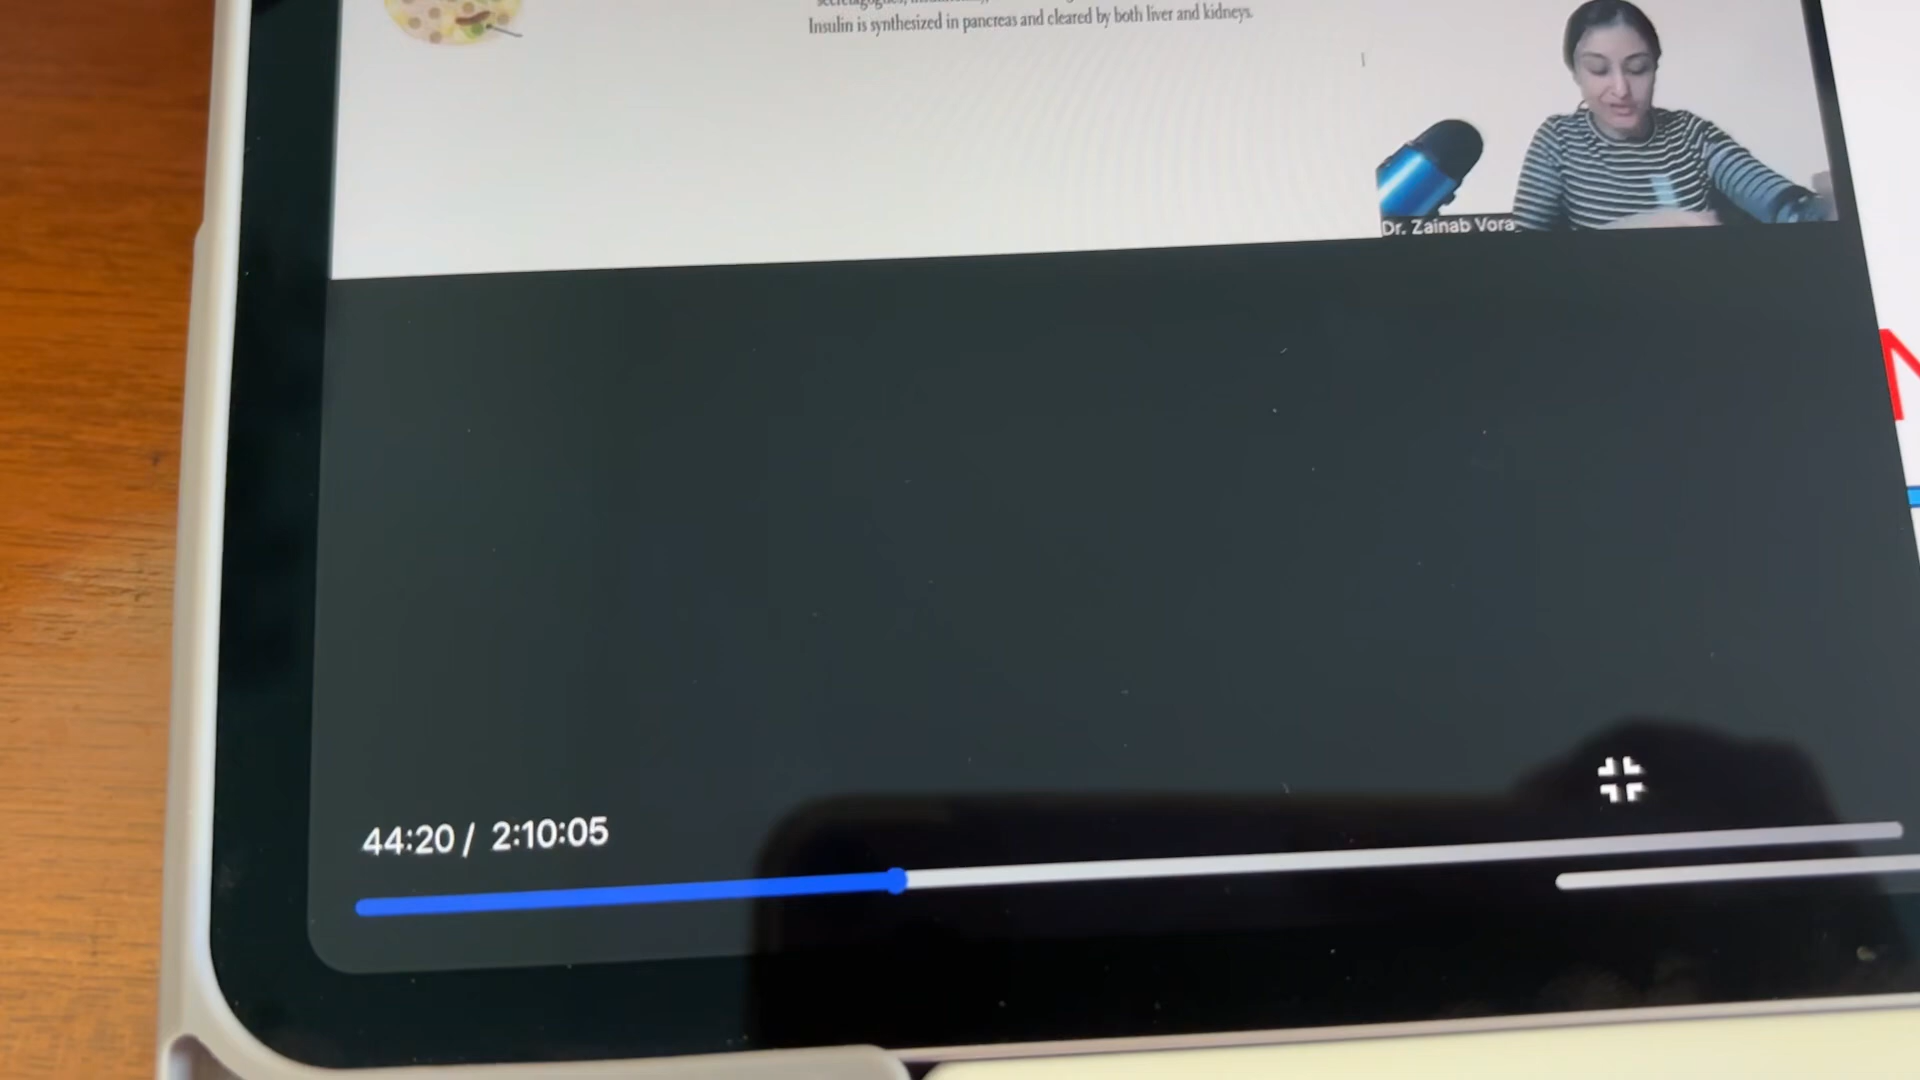 Insulin is synthesized in pancreas and cleared by both liver and kidneys.
Dr. Zainab Vora
44:20 / 2:10:05